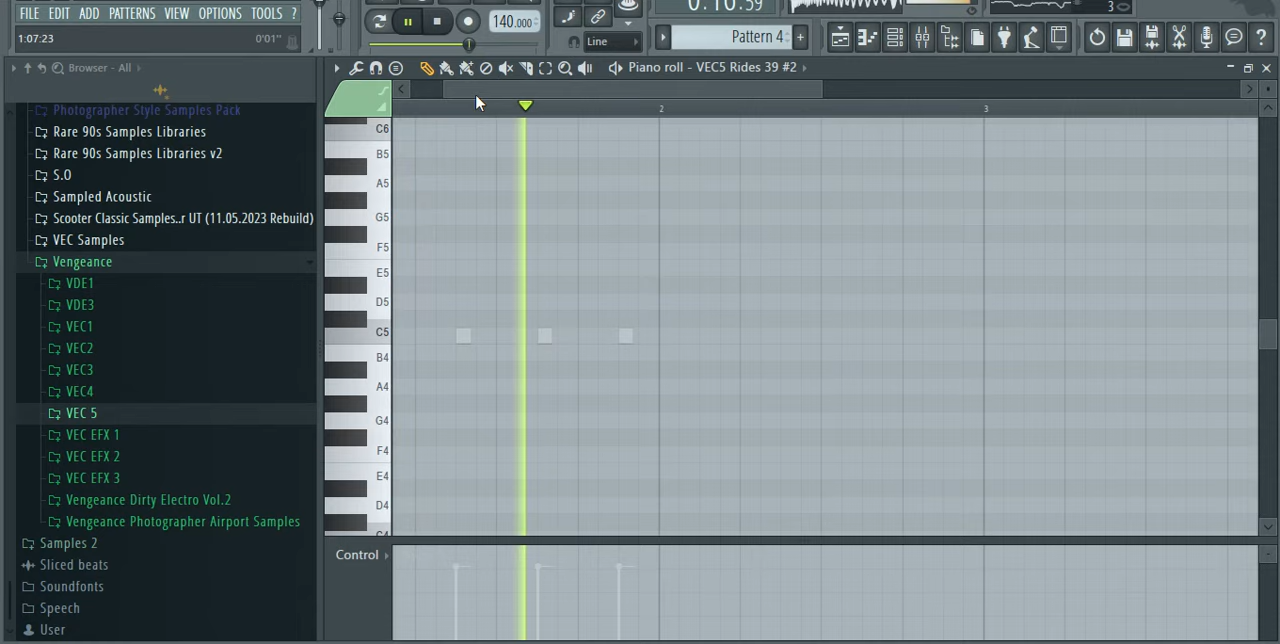 FILE EDIT ADD PATTERNS VIEW OPTIONS TOOLS ?
140.000
3
1:07:23
0'01"
Line
Pattern 4
Browser - All
Piano roll - VEC5 Rides 39 #2
Photographer Style Samples Pack
Rare 90s Samples Libraries
Rare 90s Samples Libraries v2
S.O
Sampled Acoustic
Scooter Classic Samples..r UT (11.05.2023 Rebuild)
VEC Samples
Vengeance
VDE1
VDE3
VEC1
VEC2
VEC3
VEC4
VEC 5
VEC EFX 1
VEC EFX 2
VEC EFX 3
Vengeance Dirty Electro Vol.2
Vengeance Photographer Airport Samples
Samples 2
Sliced beats
Soundfonts
Speech
User
2
3
C6
B5
A5
G5
F5
E5
D5
C5
B4
A4
G4
F4
E4
D4
Control